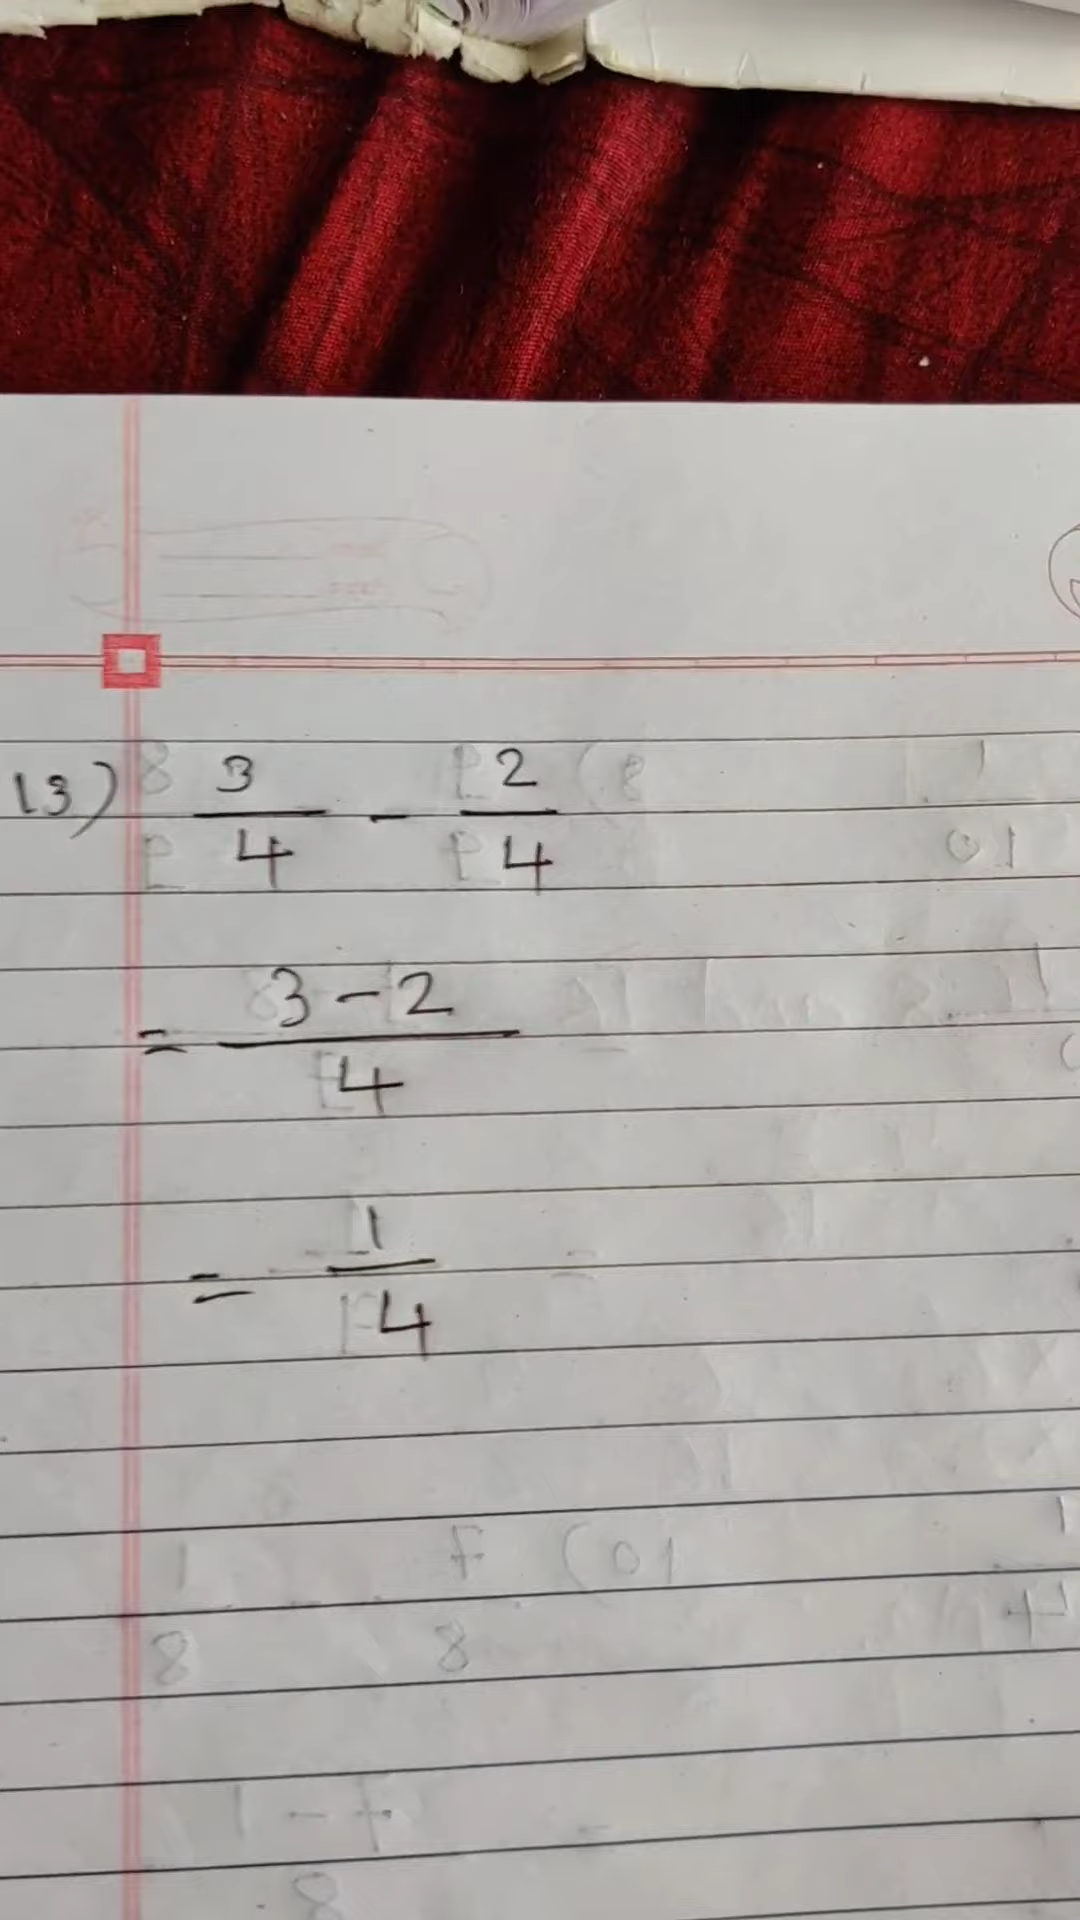 13) 3/4 - 2/4
= 3-2/4
= 1/4